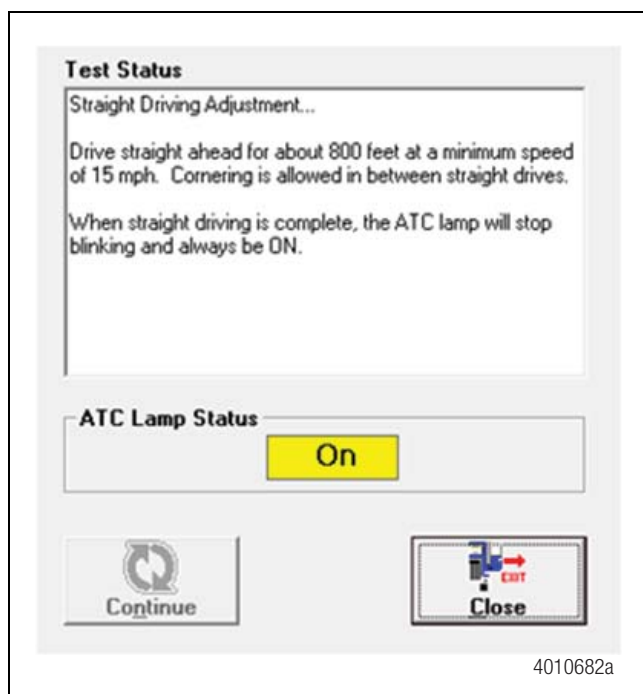 Test Status
Straight Driving Adjustment...
Drive straight ahead for about 800 feet at a minimum speed
of 15 mph.  Cornering is allowed in between straight drives.
When straight driving is complete, the ATC lamp will stop
blinking and always be ON.
ATC Lamp Status
On
EXIT
Continue
Close
4010682a